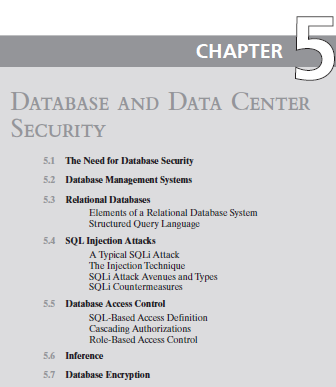 CHAPTER 5
DATABASE AND DATA CENTER
SECURITY
5.1 The Need for Database Security
5.2 Database Management Systems
5.3 Relational Databases
Elements of a Relational Database System
Structured Query Language
5.4 SQL Injection Attacks
A Typical SQLi Attack
The Injection Technique
SQLi Attack Avenues and Types
SQLi Countermeasures
5.5 Database Access Control
SQL-Based Access Definition
Cascading Authorizations
Role-Based Access Control
5.6 Inference
5.7 Database Encryption